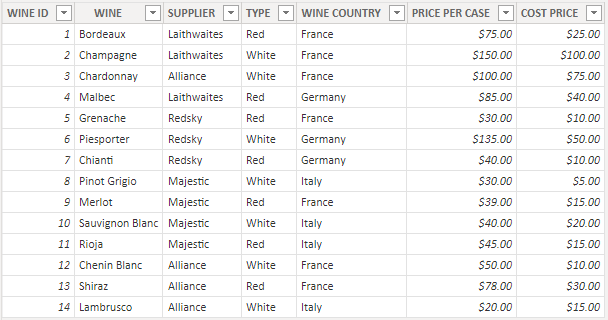 WINE ID WINE SUPPLIER TYPE WINE COUNTRY PRICE PER CASE COST PRICE
1 Bordeaux Laithwaites Red France $75.00 $25.00
2 Champagne Laithwaites White France $150.00 $100.00
3 Chardonnay Alliance White France $100.00 $75.00
4 Malbec Laithwaites Red Germany $85.00 $40.00
5 Grenache Redsky Red France $30.00 $10.00
6 Piesporter Redsky White Germany $135.00 $50.00
7 Chianti Redsky Red Germany $40.00 $10.00
8 Pinot Grigio Majestic White Italy $30.00 $5.00
9 Merlot Majestic Red France $39.00 $15.00
10 Sauvignon Blanc Majestic White Italy $40.00 $20.00
11 Rioja Majestic Red Italy $45.00 $15.00
12 Chenin Blanc Alliance White France $50.00 $10.00
13 Shiraz Alliance Red France $78.00 $30.00
14 Lambrusco Alliance White Italy $20.00 $15.00